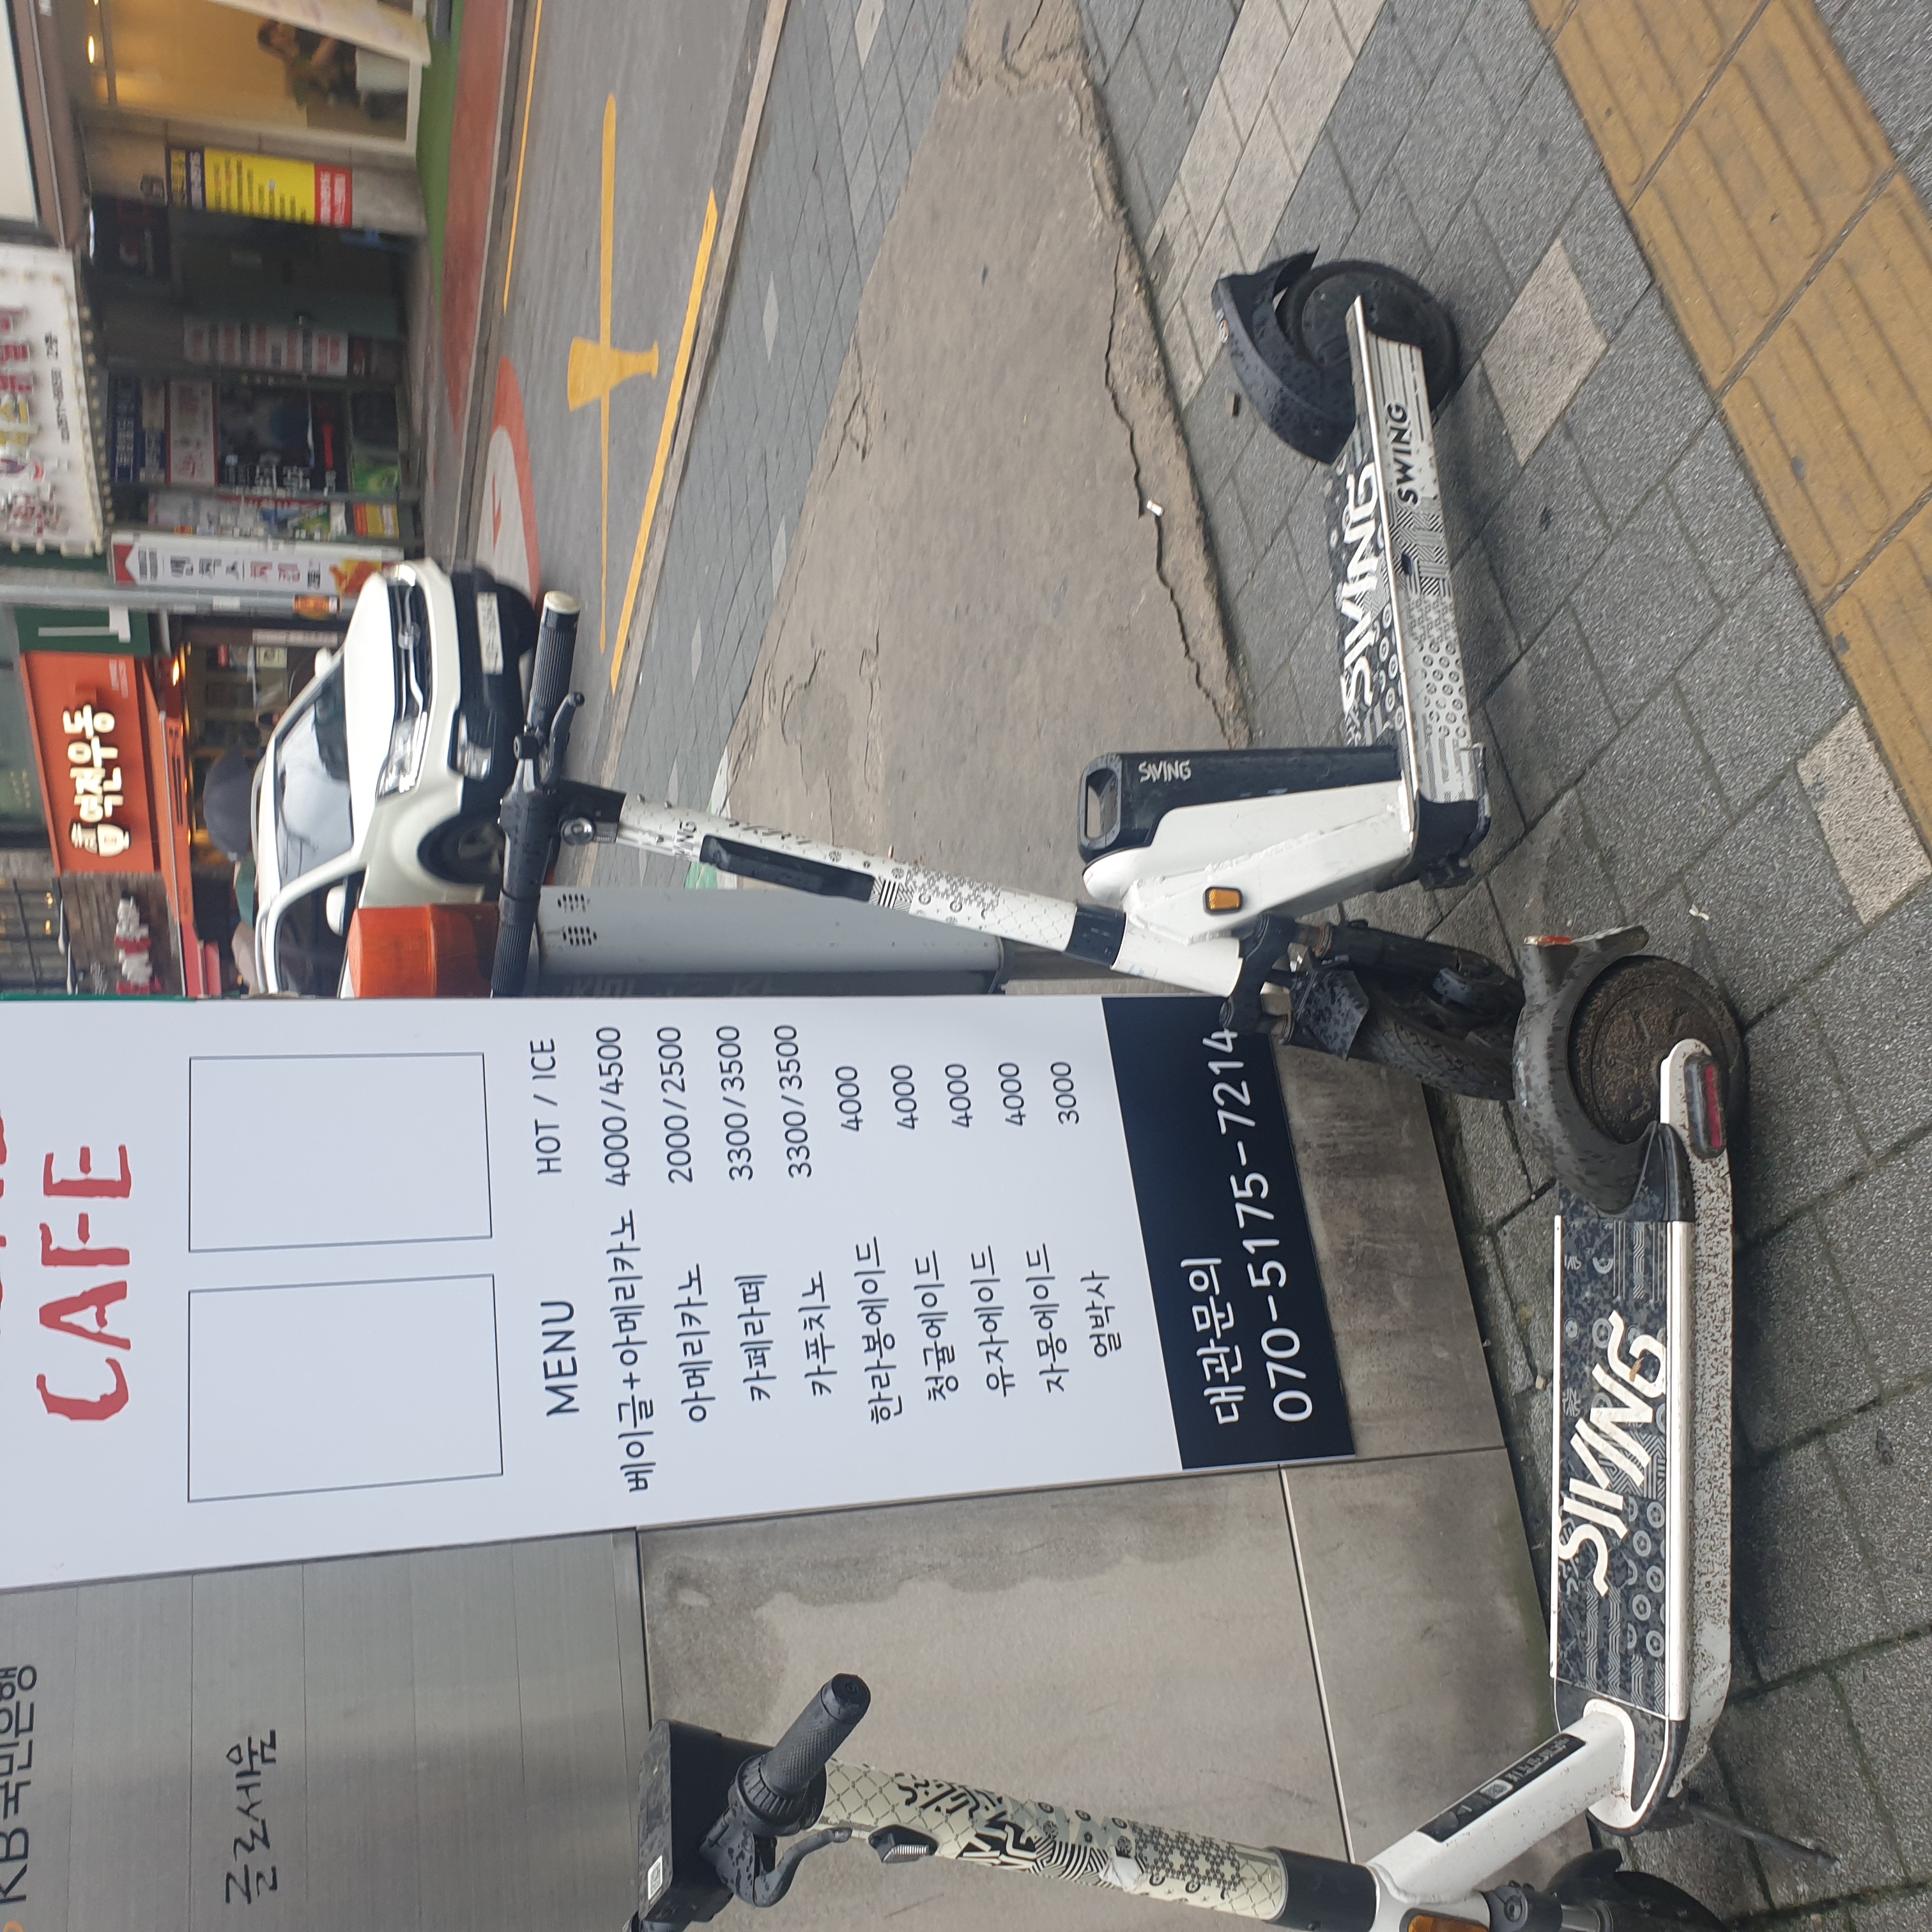 KB국민은행
글로세움
CAFE
MENU HOT / ICE
베이글+아메리카노 4000/4500
아메리카노 2000/2500
카페라떼 3300/3500
카푸치노 3300/3500
한라봉에이드 4000
청귤에이드 4000
유자에이드 4000
자몽에이드 4000
얼박사 3000
대관문의
070-5175-7214
역전우동
SWING
SWING
SWING
SWING